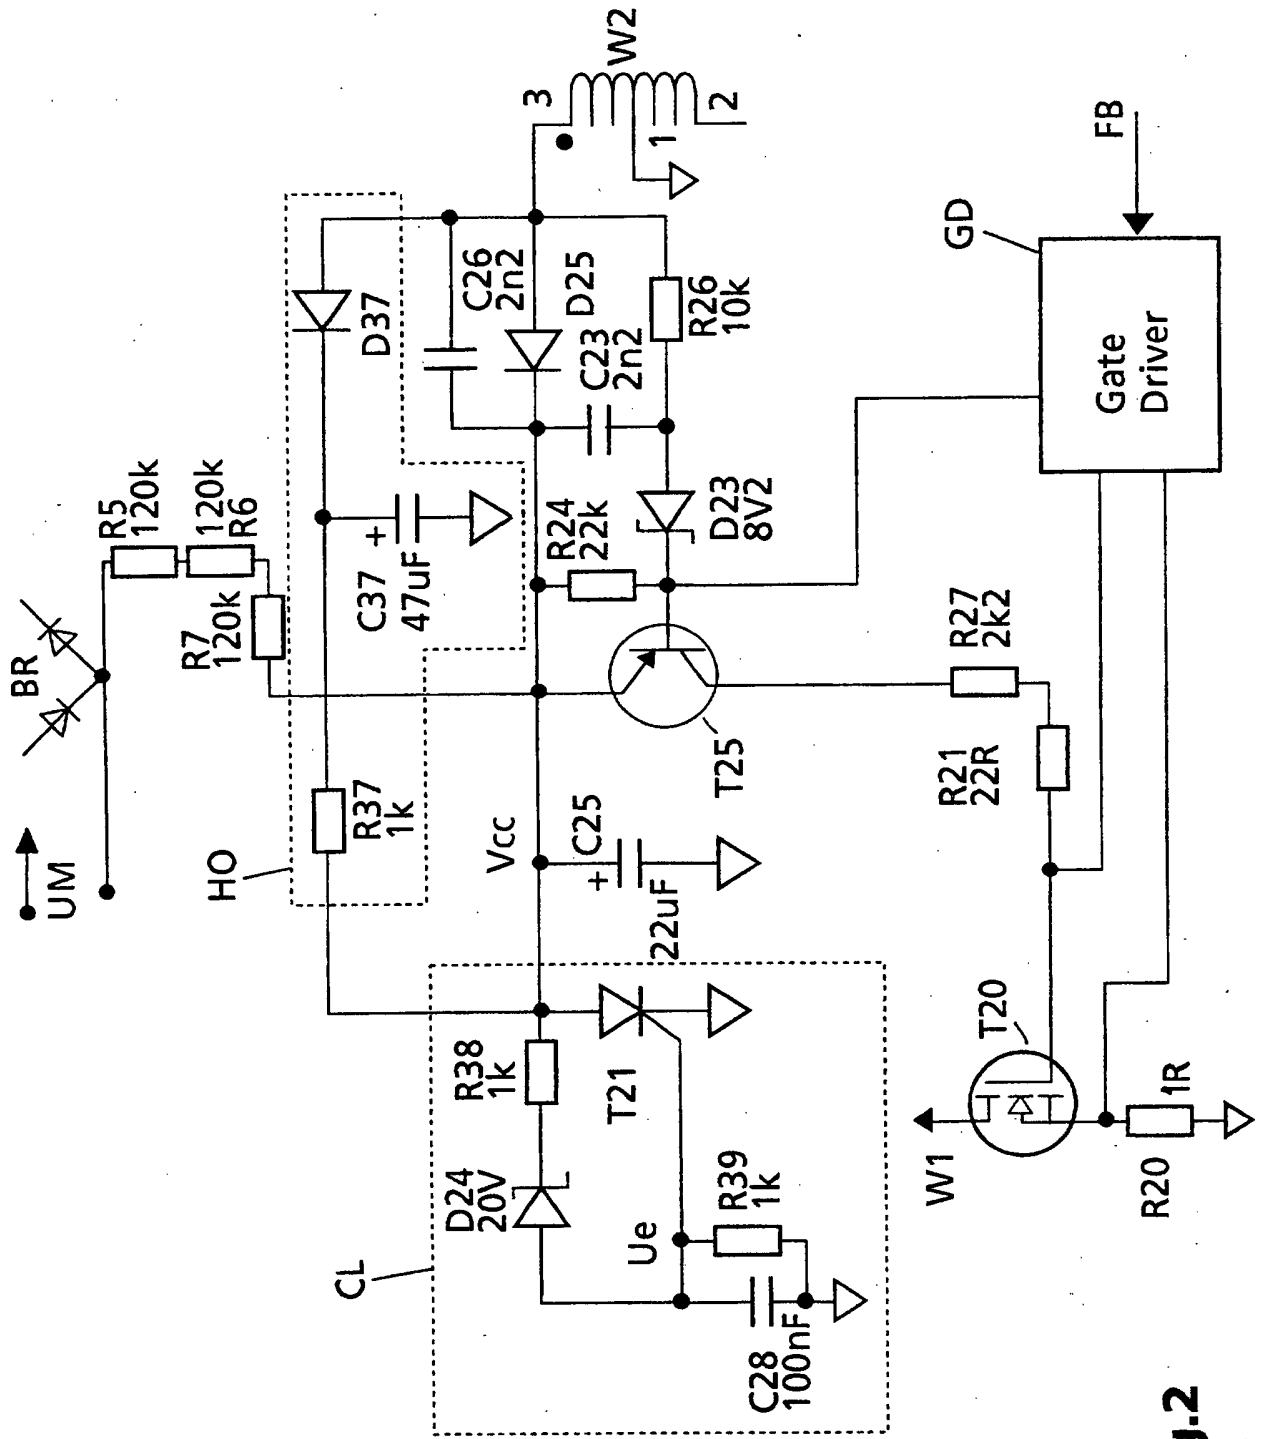 UM
BR
R5
120k
120k
R6
R7
120k
HO
R37
1k
C37
+
47uF
D37
C26
2n2
D25
C23
2n2
R26
10k
3
W2
1
2
R24
22k
D23
8V2
Vcc
+
C25
22uF
T25
R27
2k2
R21
22R
GD
FB
Gate
Driver
CL
R38
1k
T21
D24
20V
Ue
R39
1k
C28
100nF
W1
T20
1R
R20
g.2